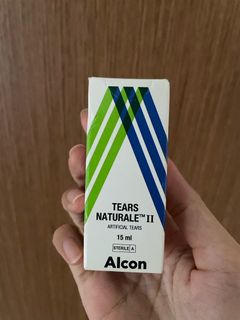 TEARS
NATURALE™ II
ARTIFICIAL TEARS
15 ml
STERILE A
Alcon